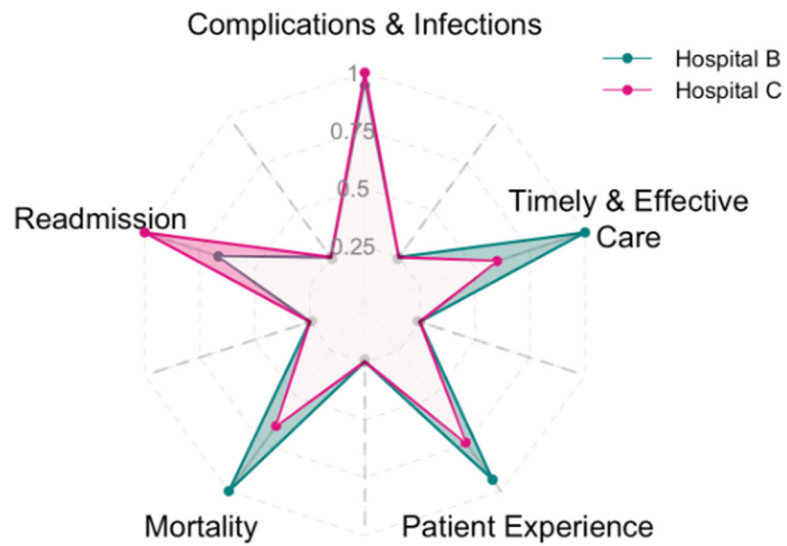 Complications & Infections
Hospital B
Hospital C
1
0.75
0.5
0.25
Timely & Effective
Care
Readmission
Mortality
Patient Experience